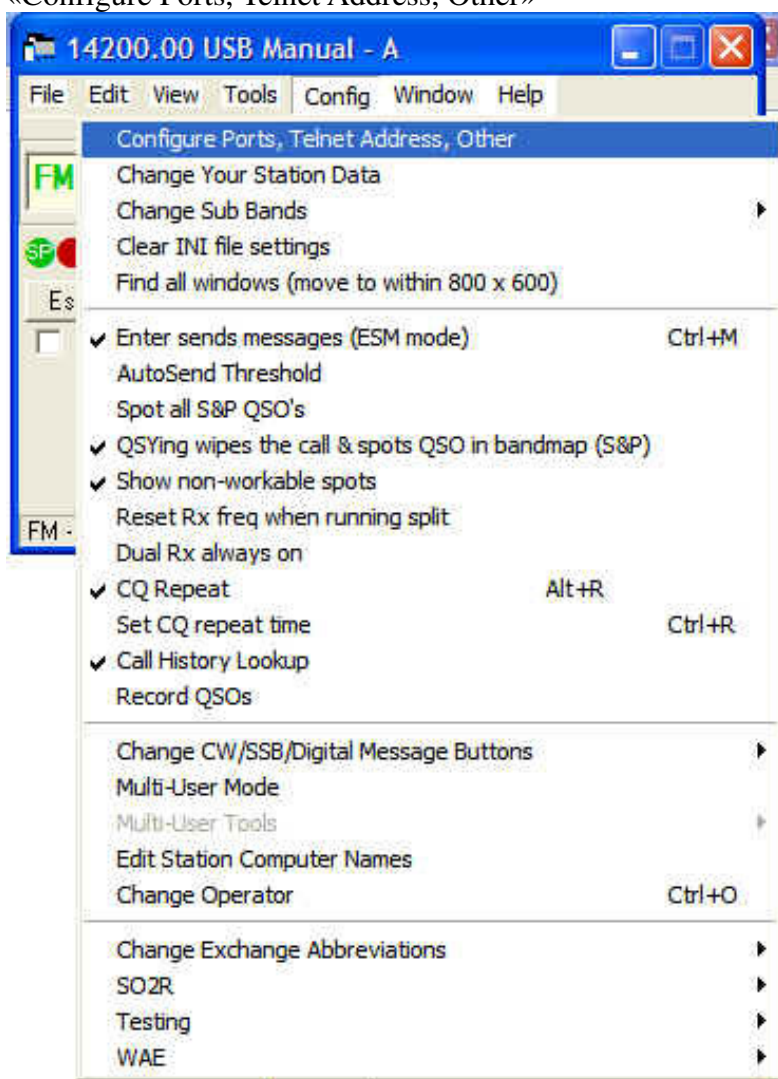 «Configure Ports, Telnet Address, Other»
14200.00 USB Manual - A
File Edit View Tools Config Window Help
Configure Ports, Telnet Address, Other
FM
Change Your Station Data
Change Sub Bands
SP
Clear INI file settings
Find all windows (move to within 800 x 600)
Es
Enter sends messages (ESM mode) Ctrl+M
AutoSend Threshold
Spot all S&P QSO's
QSYing wipes the call & spots QSO in bandmap (S&P)
Show non-workable spots
Reset Rx freq when running split
FM -
Dual Rx always on
CQ Repeat Alt+R
Set CQ repeat time Ctrl+R
Call History Lookup
Record QSOs
Change CW/SSB/Digital Message Buttons
Multi-User Mode
Multi-User Tools
Edit Station Computer Names
Change Operator Ctrl+O
Change Exchange Abbreviations
SO2R
Testing
WAE